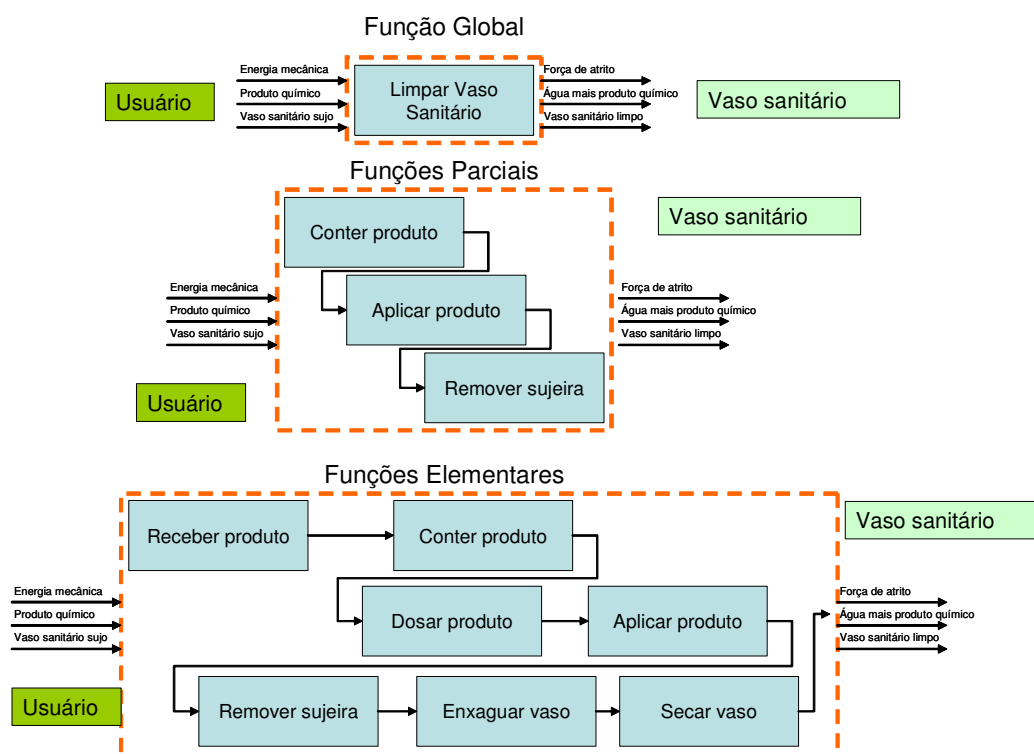 Função Global
Energia mecânica
Produto químico
Vaso sanitário sujo
Usuário
Limpar Vaso
Sanitário
Força de atrito
Água mais produto químico
Vaso sanitário limpo
Vaso sanitário
Funções Parciais
Vaso sanitário
Conter produto
Aplicar produto
Remover sujeira
Energia mecânica
Produto químico
Vaso sanitário sujo
Usuário
Força de atrito
Água mais produto químico
Vaso sanitário limpo
Funções Elementares
Vaso sanitário
Receber produto
Conter produto
Dosar produto
Aplicar produto
Remover sujeira
Enxaguar vaso
Secar vaso
Energia mecânica
Produto químico
Vaso sanitário sujo
Usuário
Força de atrito
Água mais produto químico
Vaso sanitário limpo